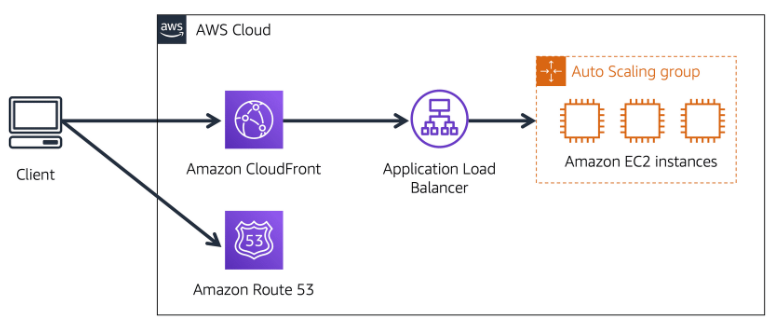 aws
AWS Cloud
Auto Scaling group
Client
Amazon CloudFront
Application Load
Balancer
Amazon EC2 instances
53
Amazon Route 53